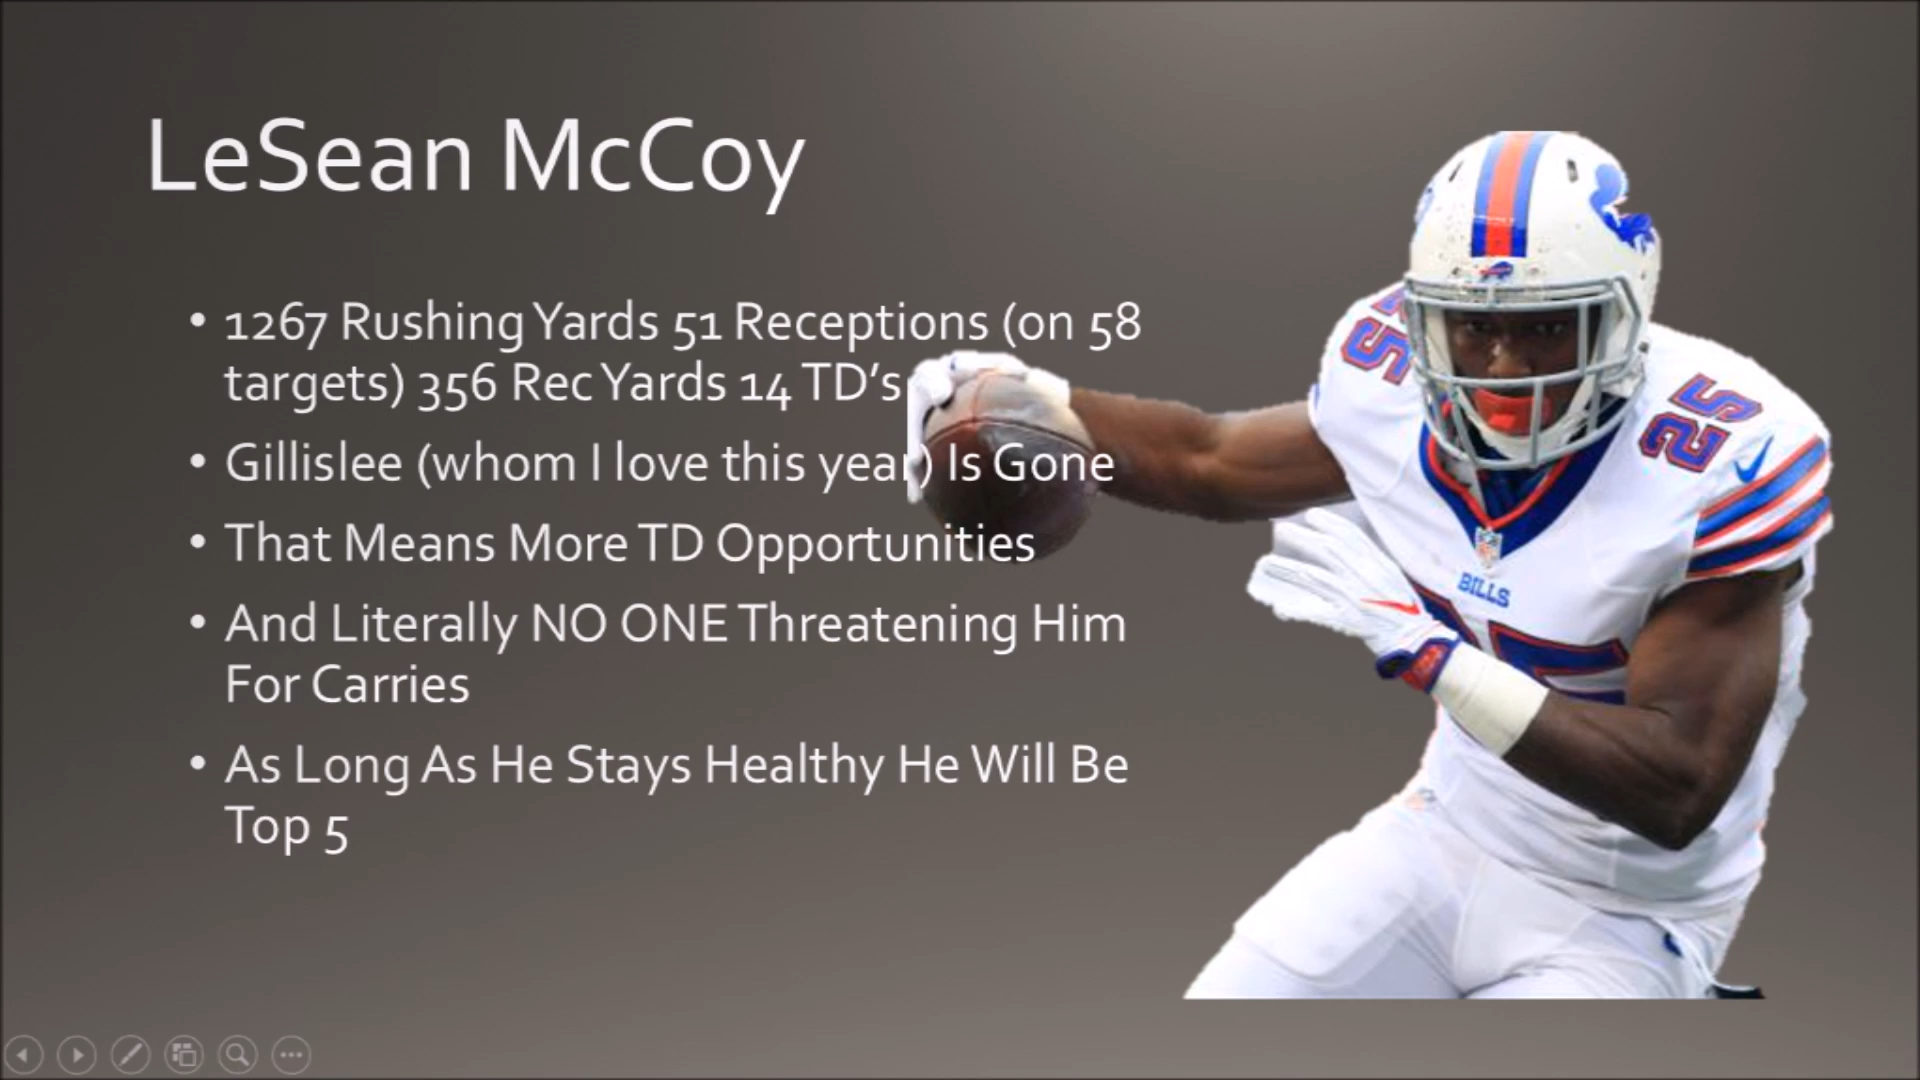 LeSean McCoy
• 1267 Rushing Yards 51 Receptions (on 58
targets) 356 Rec Yards 14 TD’s
• Gillislee (whom I love this year) Is Gone
• That Means More TD Opportunities
• And Literally NO ONE Threatening Him
For Carries
• As Long As He Stays Healthy He Will Be
Top 5
25
25
BILLS
25